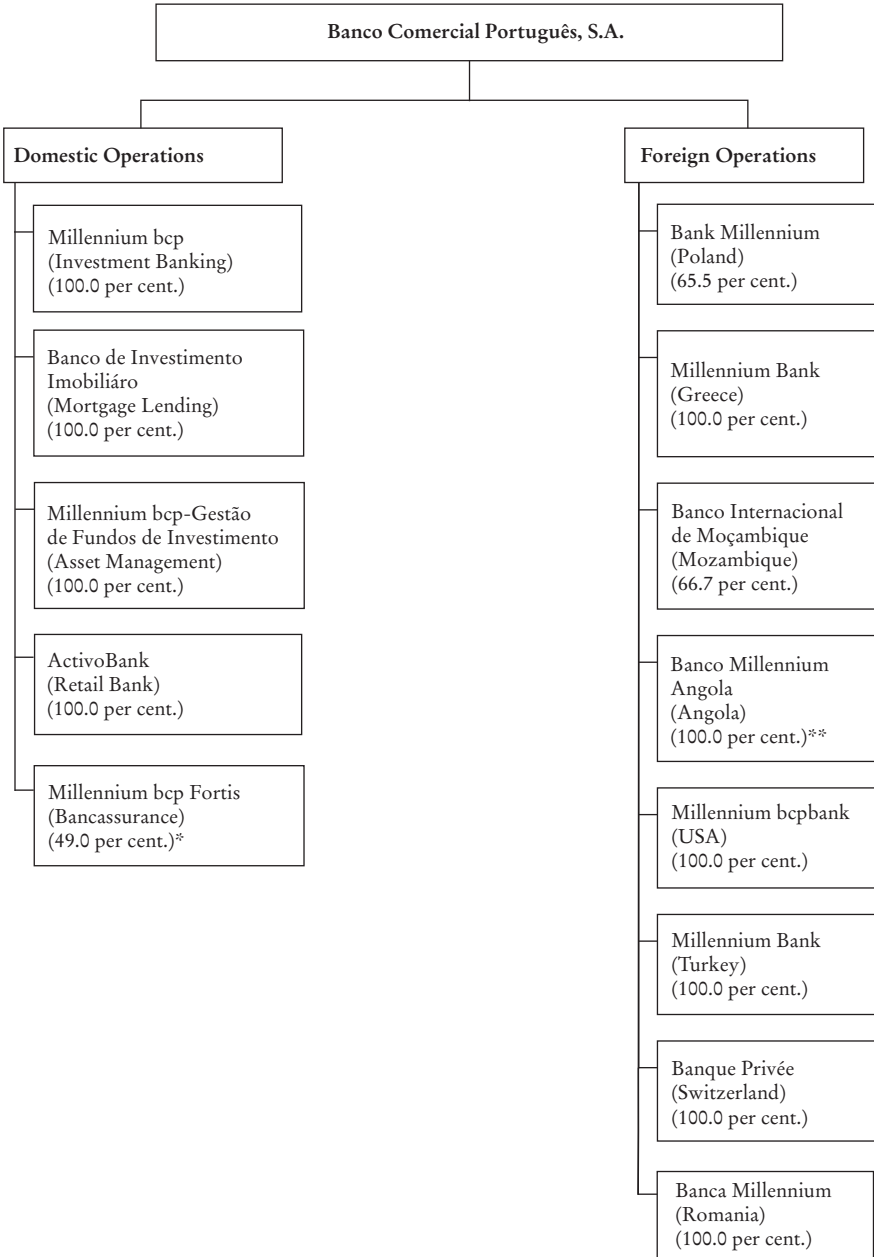 Banco Comercial Português, S.A.
Domestic Operations
Millennium bcp
(Investment Banking)
(100.0 per cent.)
Banco de Investimento
Imobiliáro
(Mortgage Lending)
(100.0 per cent.)
Millennium bcp-Gestão
de Fundos de Investimento
(Asset Management)
(100.0 per cent.)
ActivoBank
(Retail Bank)
(100.0 per cent.)
Millennium bcp Fortis
(Bancassurance)
(49.0 per cent.)*
Foreign Operations
Bank Millennium
(Poland)
(65.5 per cent.)
Millennium Bank
(Greece)
(100.0 per cent.)
Banco Internacional
de Moçambique
(Mozambique)
(66.7 per cent.)
Banco Millennium
Angola
(Angola)
(100.0 per cent.)**
Millennium bcpbank
(USA)
(100.0 per cent.)
Millennium Bank
(Turkey)
(100.0 per cent.)
Banque Privée
(Switzerland)
(100.0 per cent.)
Banca Millennium
(Romania)
(100.0 per cent.)